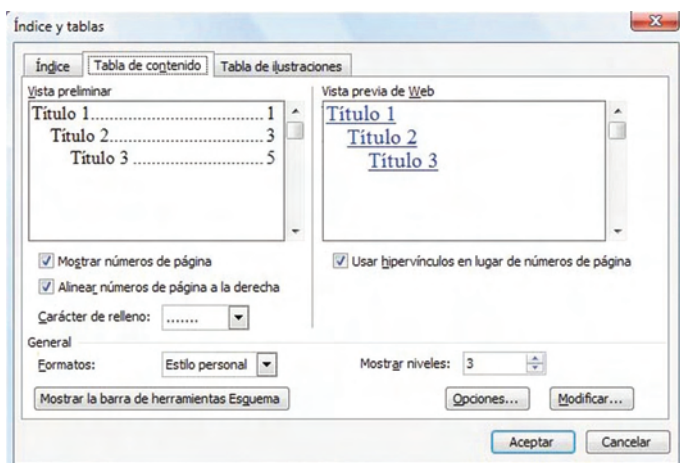 Índice y tablas
Índice
Tabla de contenido
Tabla de ilustraciones
Vista preliminar
Título 1........................................ 1
Título 2.................................... 3
Título 3 .............................. 5
Vista previa de Web
Título 1
Título 2
Título 3
Mostrar números de página
Alinear números de página a la derecha
Carácter de relleno: .......
Usar hipervínculos en lugar de números de página
General
Formatos: Estilo personal
Mostrar niveles: 3
Mostrar la barra de herramientas Esquema
Opciones...
Modificar...
Aceptar
Cancelar